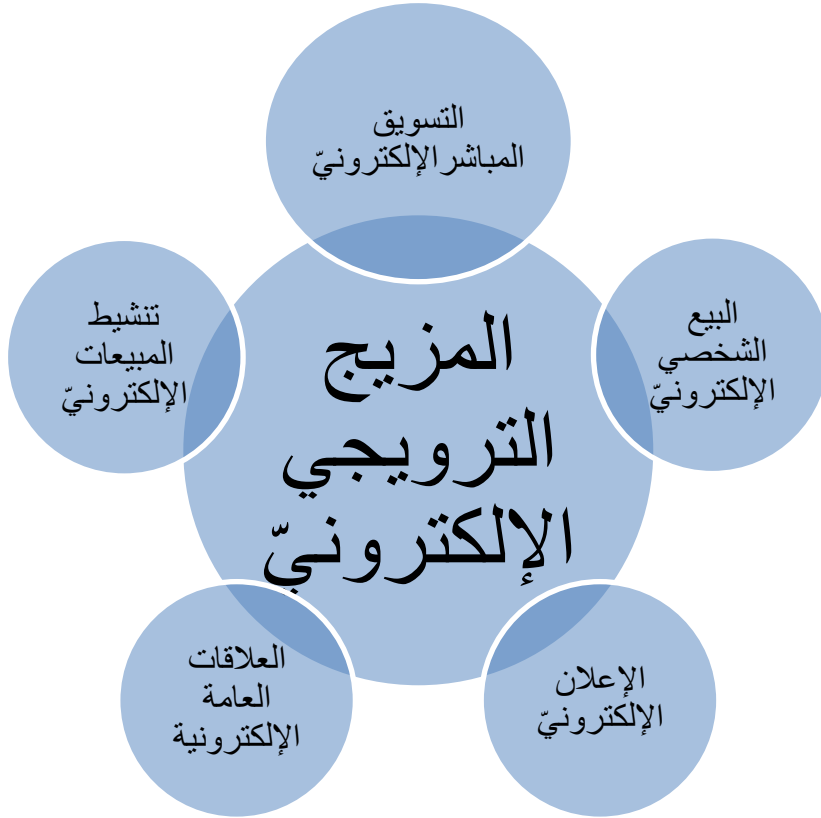 التسويق
المباشر الإلكترونيّ
البيع
الشخصي
الإلكترونيّ
تنشيط
المبيعات
الإلكترونيّ
المزيج
الترويجي
الإلكترونيّ
الإعلان
الإلكترونيّ
العلاقات
العامة
الإلكترونية